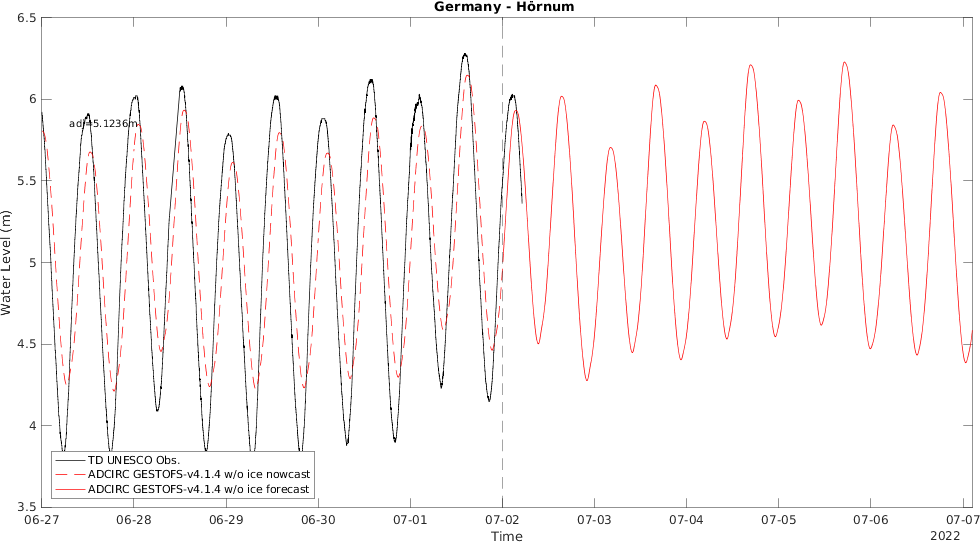 Germany - Hörnum
6.5
6
5.5
5
4.5
4
3.5
Water Level (m)
adj=5.1236m
TD UNESCO Obs.
ADCIRC GESTOFS-v4.1.4 w/o ice nowcast
ADCIRC GESTOFS-v4.1.4 w/o ice forecast
06-27 06-28 06-29 06-30 07-01 07-02 07-03 07-04 07-05 07-06 07-07
Time
2022